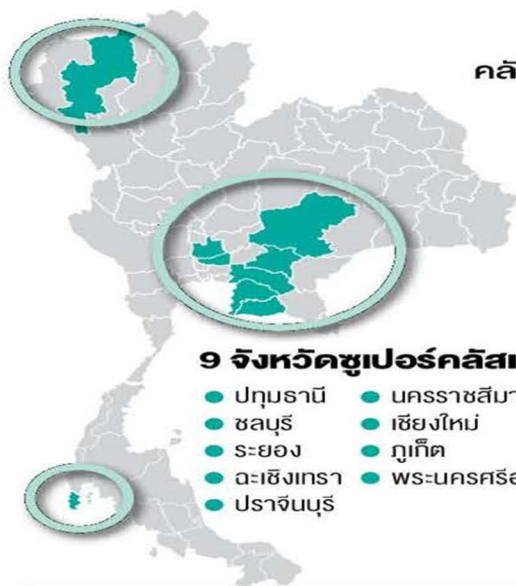 คลั
9 จังหวัดซูเปอร์คลัสเ
ปทุมธานี
ชลบุรี
ระยอง
ฉะเชิงเทรา
ปราจีนบุรี
นครราชสีมา
เชียงใหม่
ภูเก็ต
พระนครศรีอ